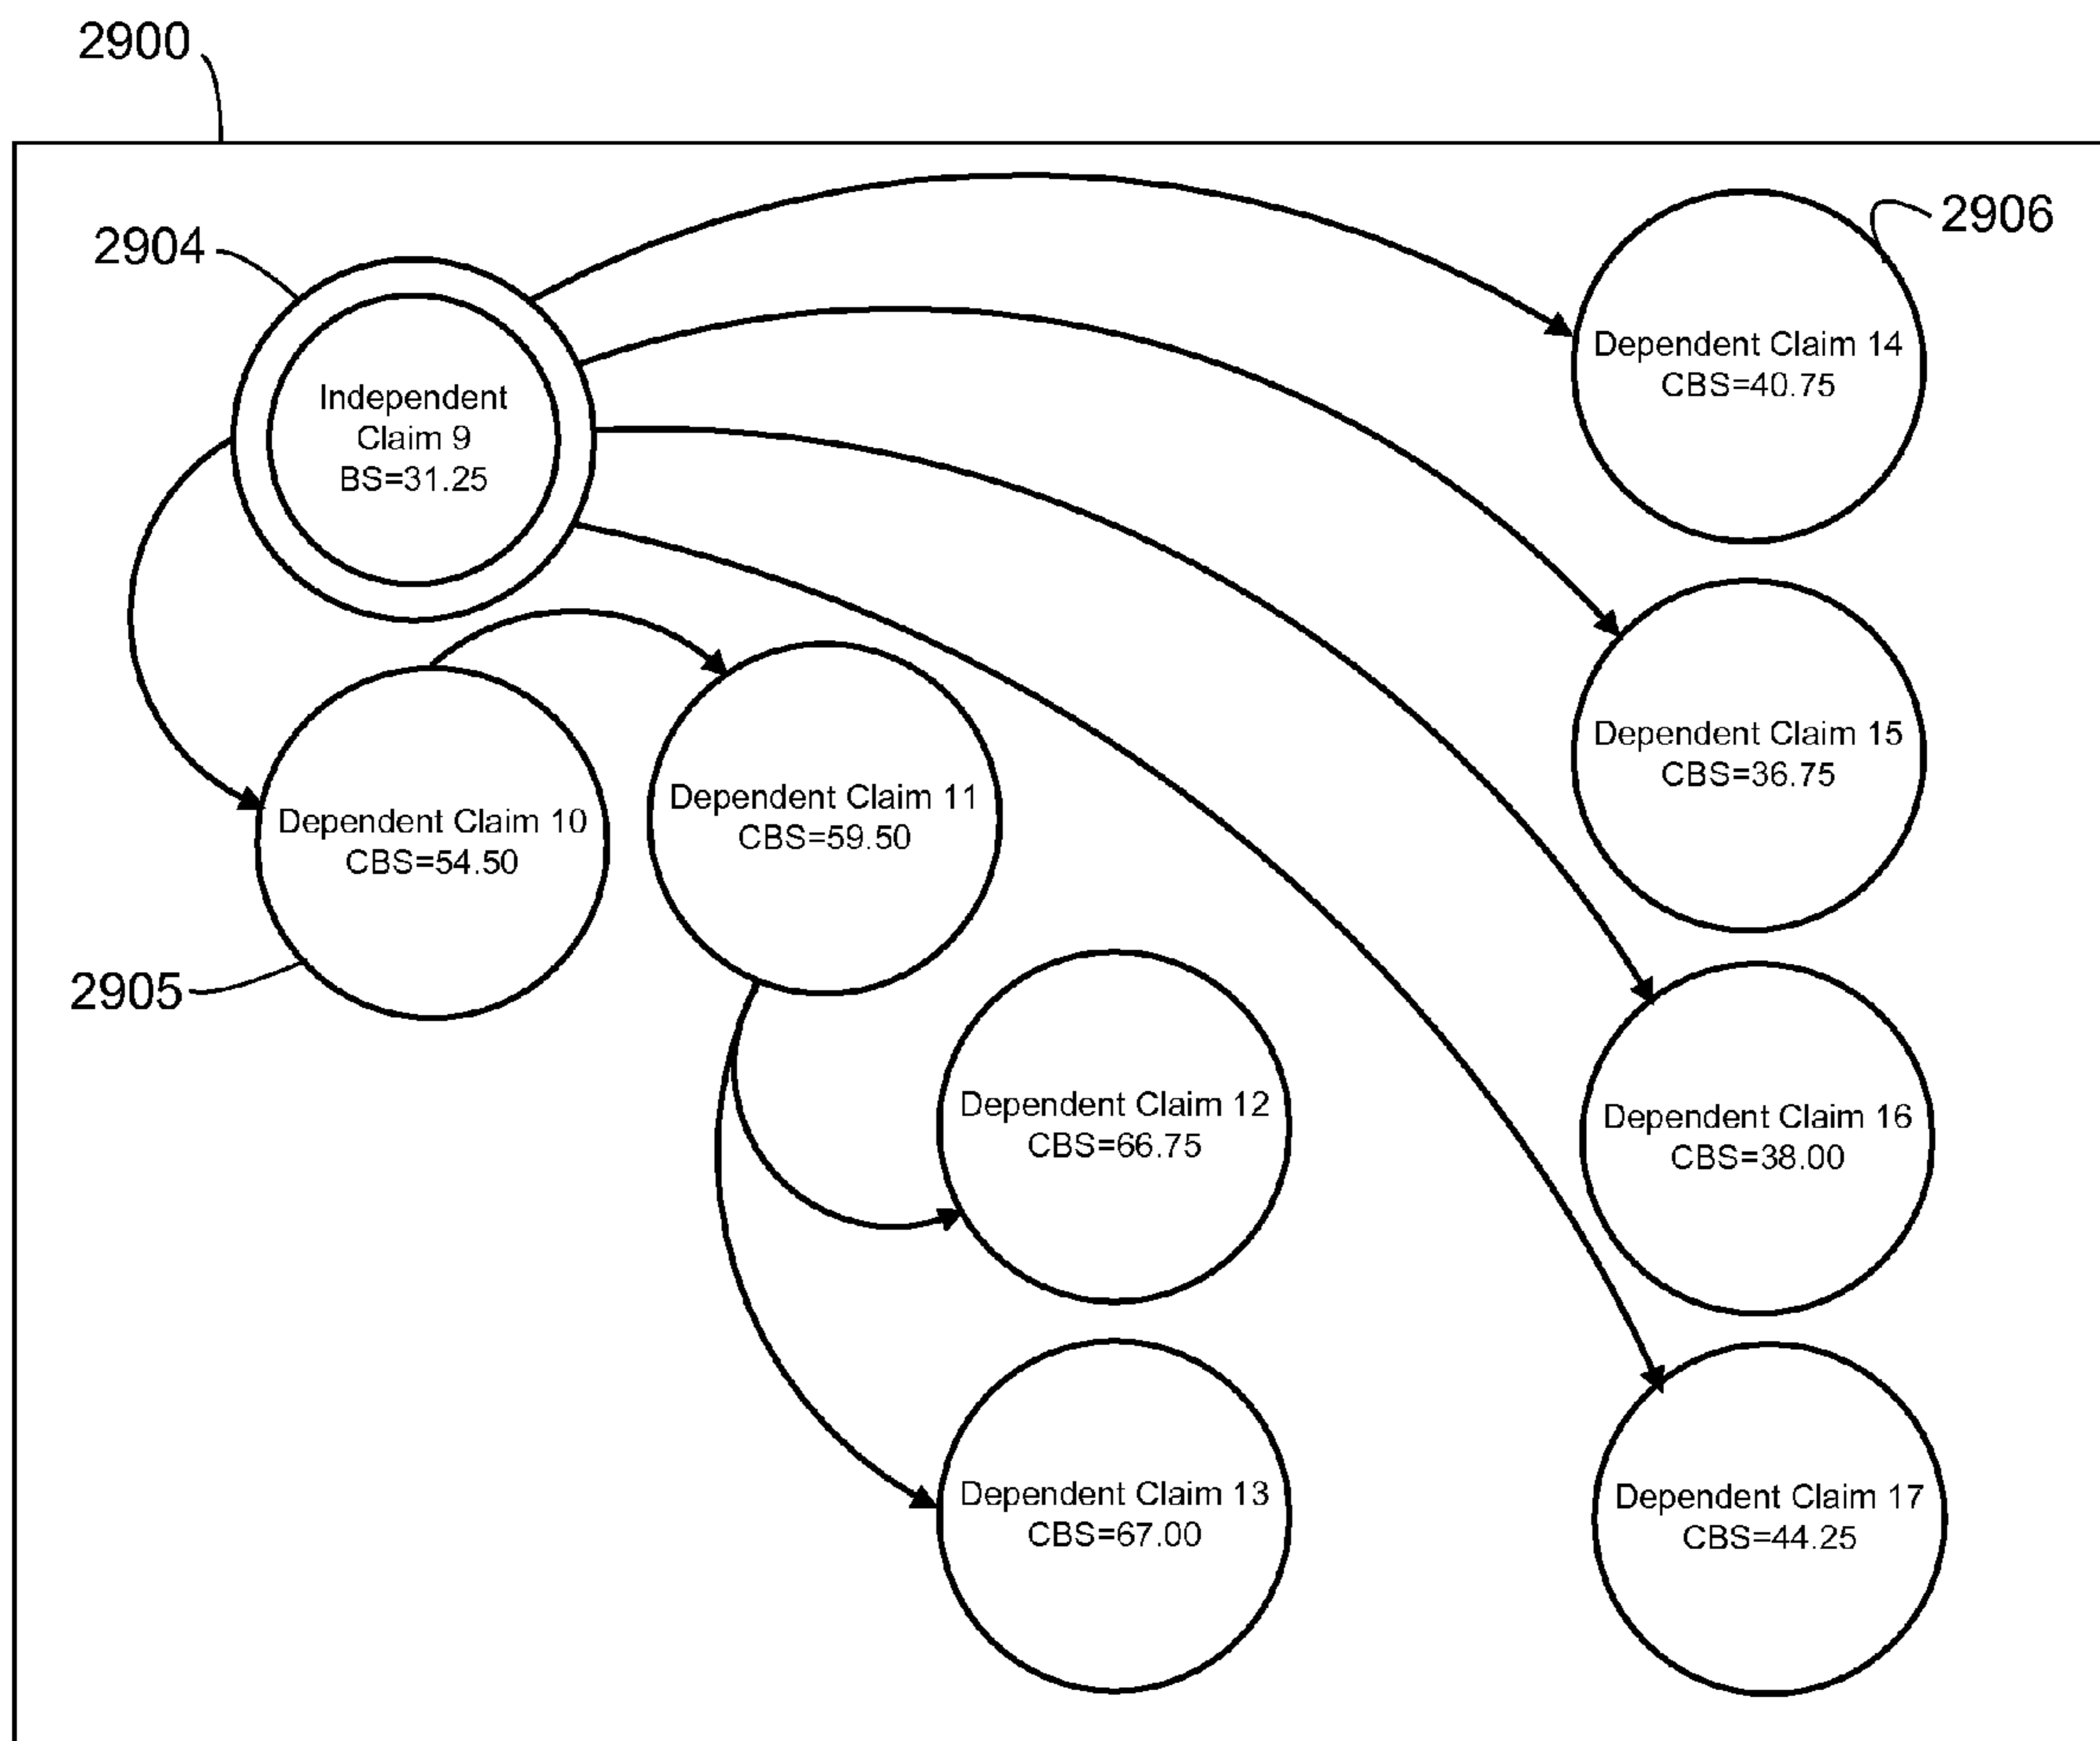 2900
2904
2906
Independent
Claim 9
BS=31.25
Dependent Claim 14
CBS=40.75
Dependent Claim 15
CBS=36.75
Dependent Claim 10
CBS=54.50
Dependent Claim 11
CBS=59.50
2905
Dependent Claim 12
CBS=66.75
Dependent Claim 16
CBS=38.00
Dependent Claim 13
CBS=67.00
Dependent Claim 17
CBS=44.25